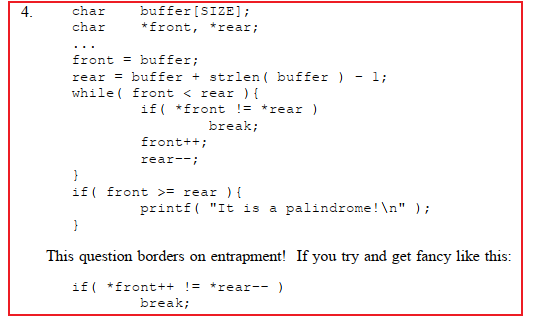 4. char buffer[SIZE];
char *front, *rear;
...
front = buffer;
rear = buffer + strlen( buffer ) - 1;
while( front < rear ){
if( *front != *rear )
break;
front++;
rear--;
}
if( front >= rear ){
printf( "It is a palindrome!\n" );
}
This question borders on entrapment! If you try and get fancy like this:
if( *front++ != *rear-- )
break;